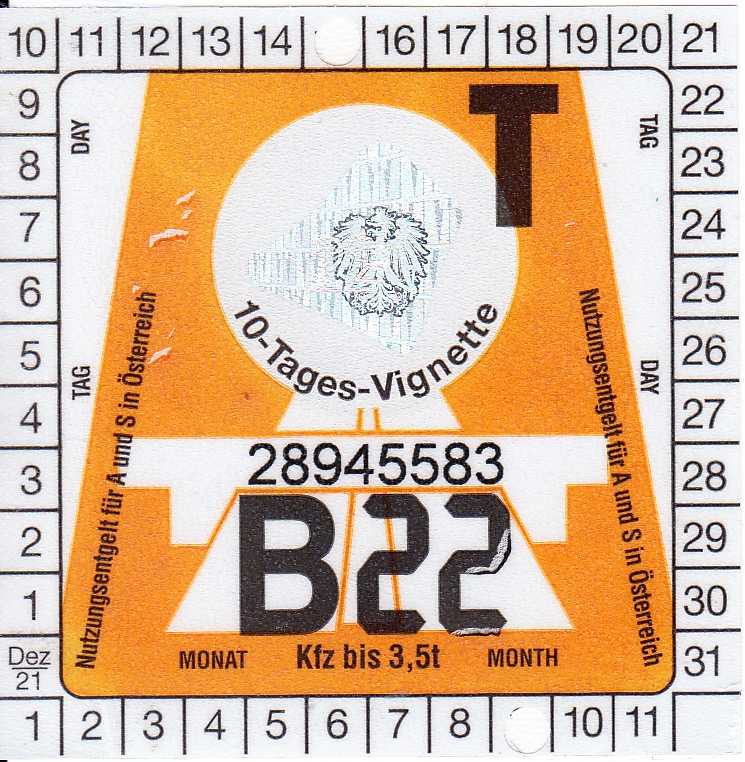 10 11 12 13 14 16 17 18 19 20 21
9
8
7
6
5
4
3
2
1
Dez
21
22
23
24
25
26
27
28
29
30
31
DAY
TAG
T
TAG
DAY
10-Tages-Vignette
Nutzungsentgelt für A und S in Österreich
Nutzungsentgelt für A und S in Österreich
28945583
B22
MONAT Kfz bis 3,5t MONTH
1 2 3 4 5 6 7 8 10 11